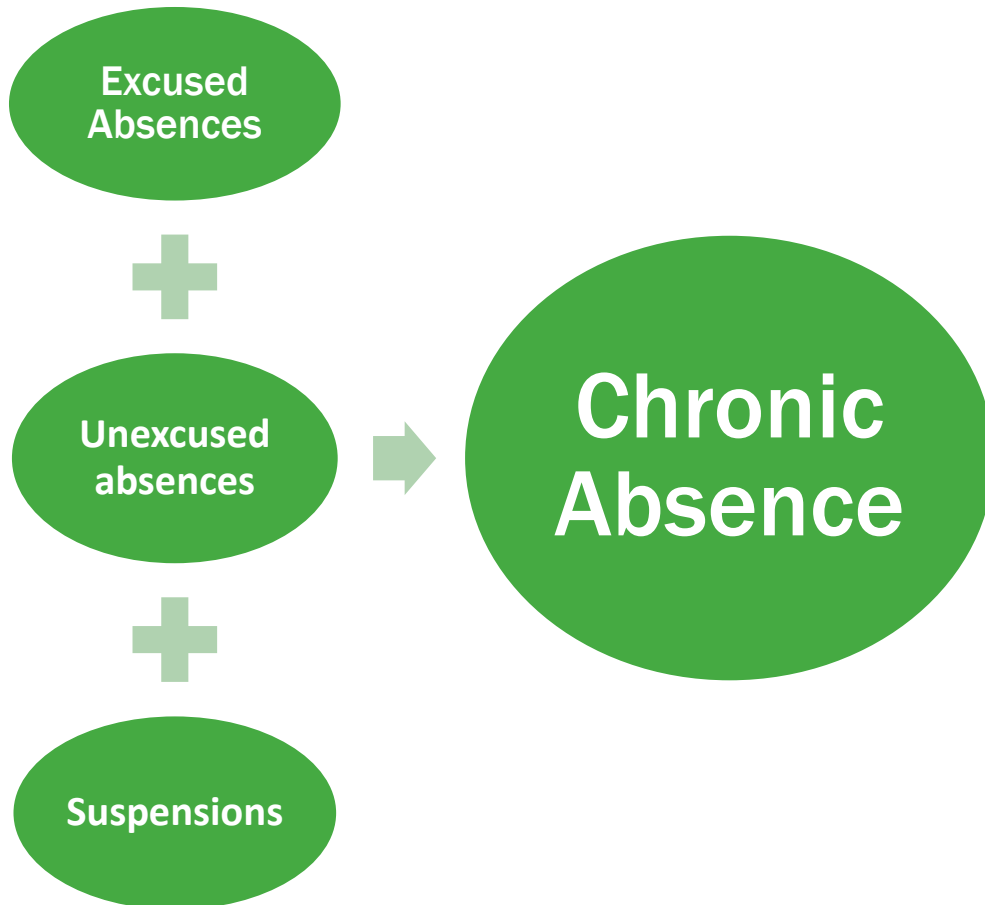 Excused
Absences
Unexcused
absences
Suspensions
Chronic
Absence